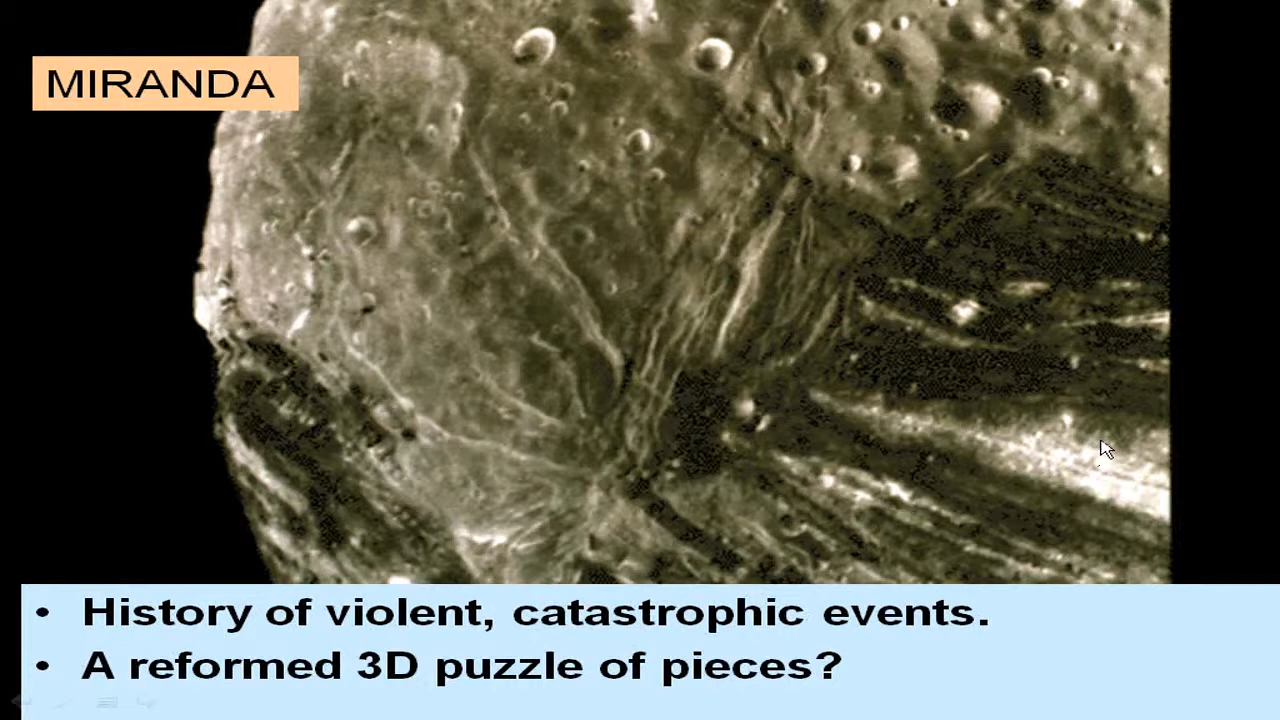 MIRANDA
• History of violent, catastrophic events.
• A reformed 3D puzzle of pieces?